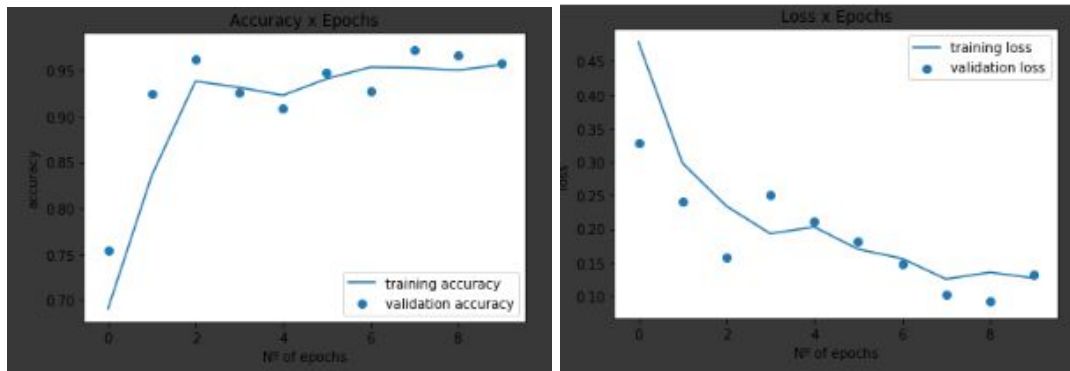 Accuracy x Epochs
0.95
0.90
0.85
0.80
0.75
0.70
accuracy
training accuracy
validation accuracy
0
2
4
6
8
Nº of epochs
Loss x Epochs
0.45
0.40
0.35
0.30
0.25
0.20
0.15
0.10
loss
training loss
validation loss
0
2
4
6
8
Nº of epochs